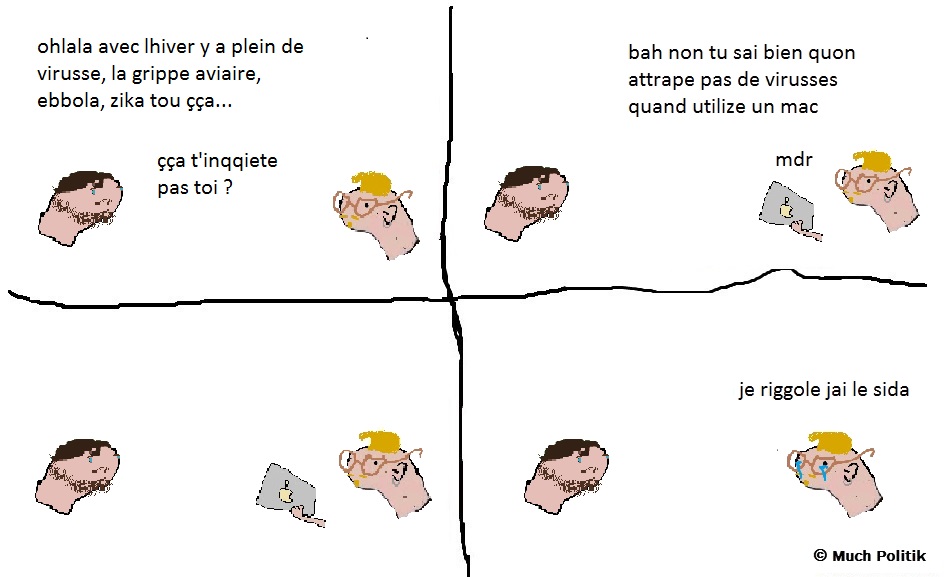 ohlala avec lhiver y a plein de
virusse, la grippe aviaire,
ebbola, zika tou çça...
çça t'inqqiete
pas toi ?
bah non tu sai bien quon
attrape pas de virusses
quand utilize un mac
mdr
je riggole jai le sida
© Much Politik